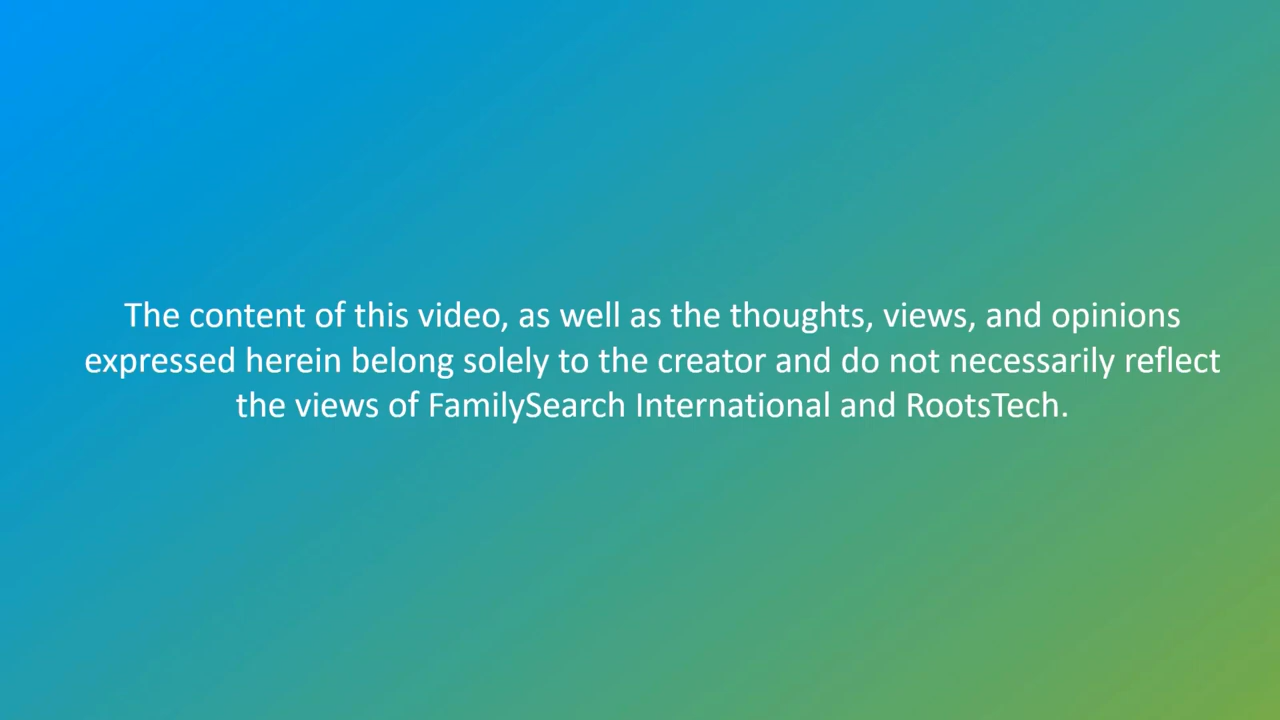 The content of this video, as well as the thoughts, views, and opinions
expressed herein belong solely to the creator and do not necessarily reflect
the views of FamilySearch International and RootsTech.